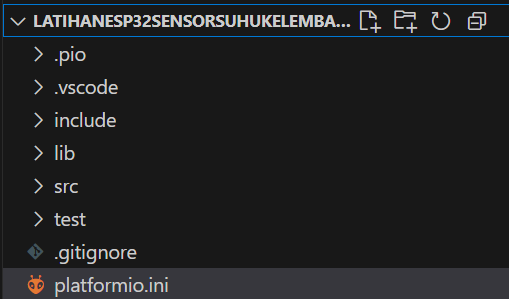 LATIHANESP32SENSORSUHUKELEMBA...
.pio
.vscode
include
lib
src
test
.gitignore
platformio.ini